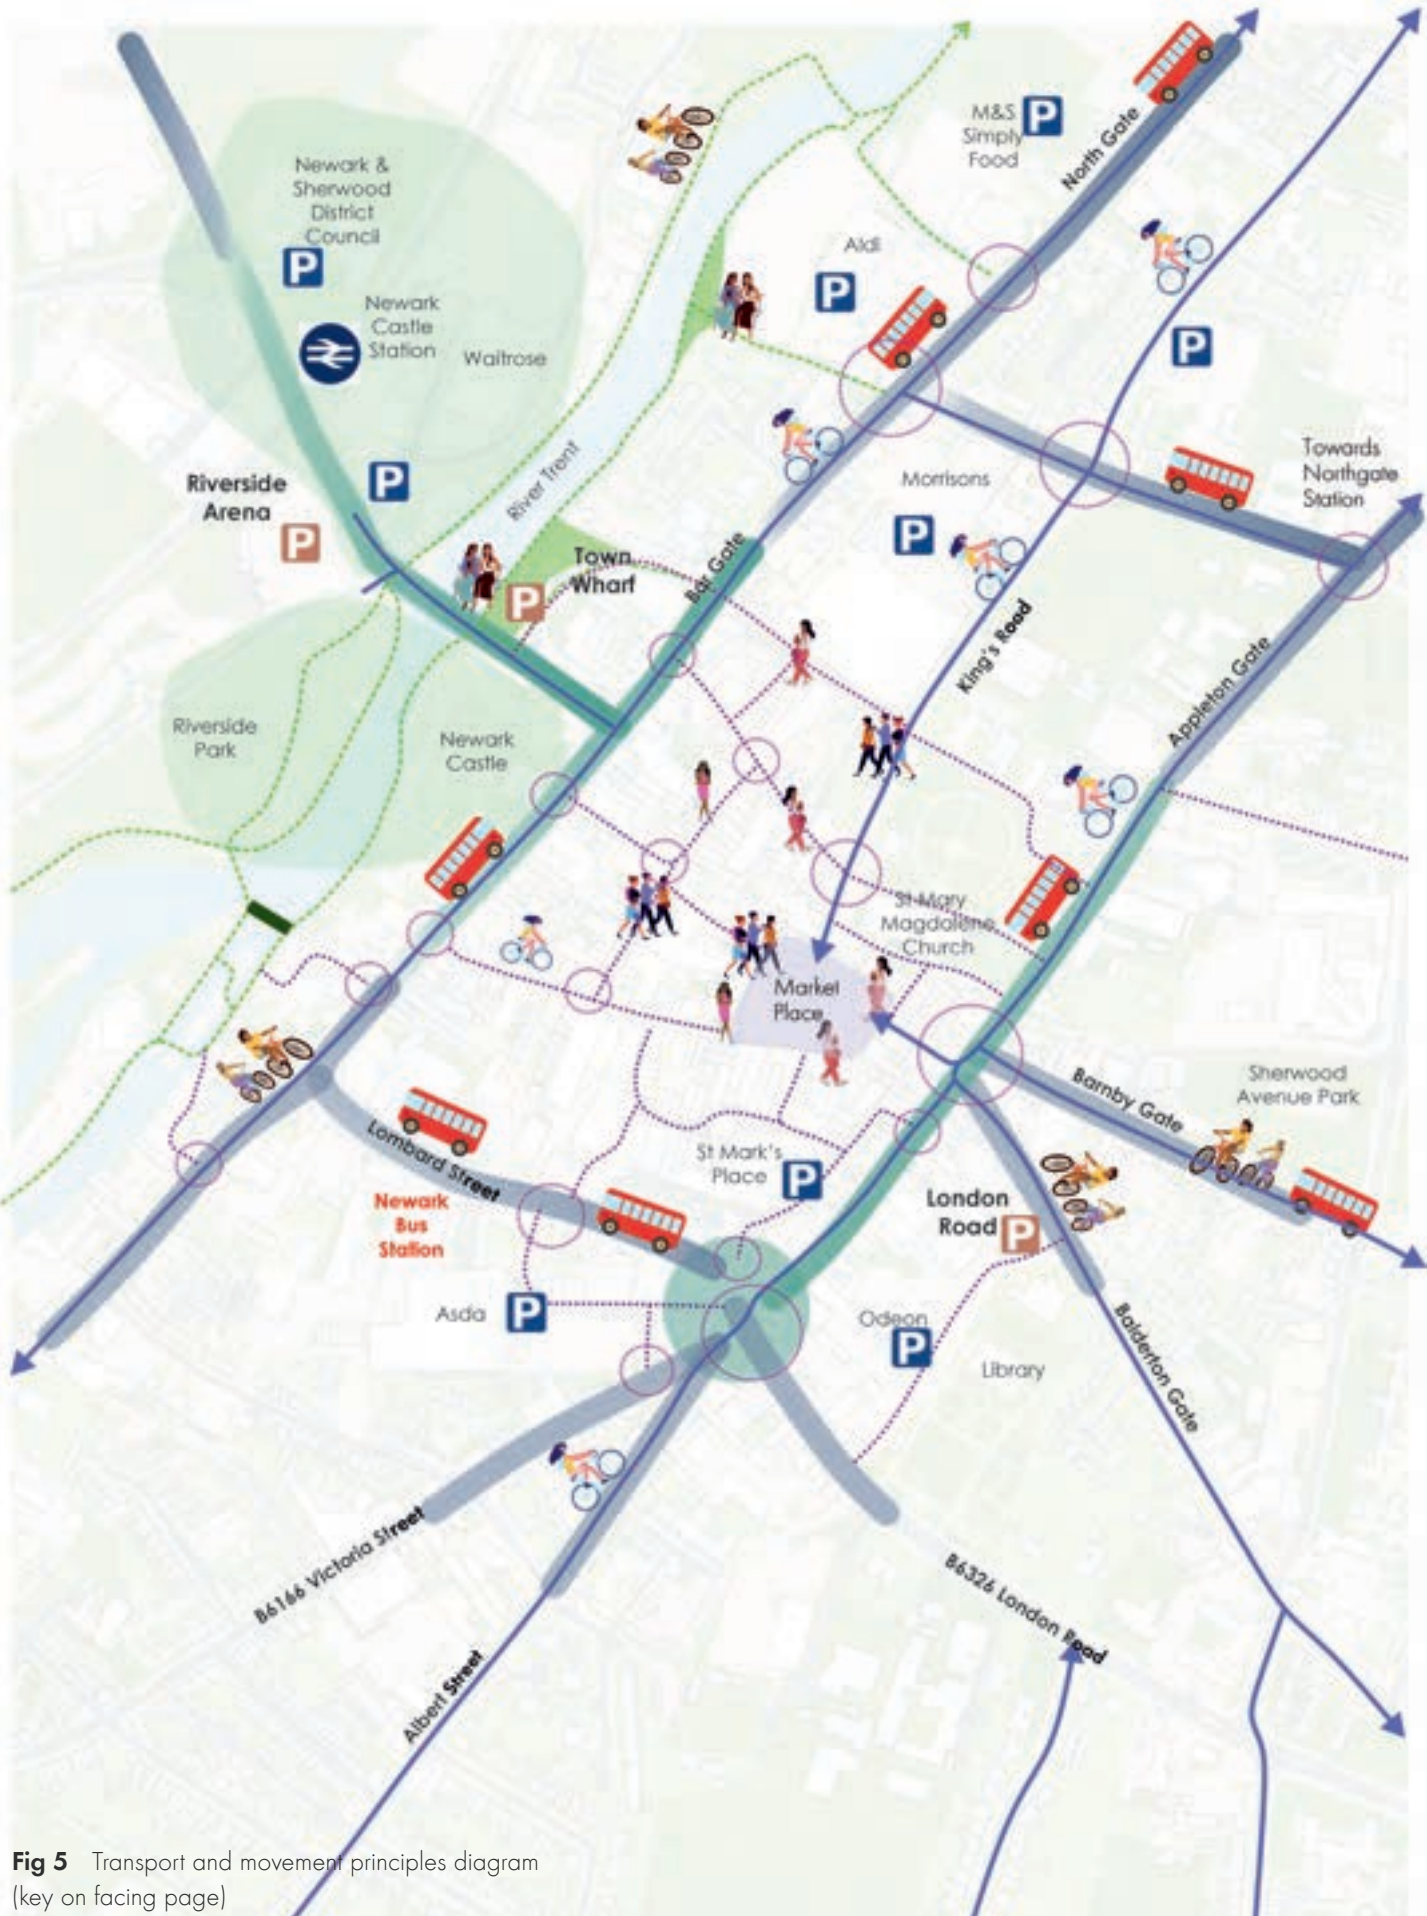 M&S
Simply
Food
P
North Gate
Newark &
Sherwood
District
Council
P
Aldi
P
Newark
Castle
Station
Waitrose
P
Riverside
Arena
P
P
River Trent
Town
Wharf
P
Bar Gate
Morrisons
P
Towards
Northgate
Station
King's Road
Appleton Gate
Riverside
Park
Newark
Castle
St Mary
Magdalene
Church
Market
Place
Barnby Gate
Sherwood
Avenue Park
Lombard Street
St Mark's
Place
P
Newark
Bus
Station
London
Road
P
Asda
P
Odeon
P
Library
Balderton Gate
B6166 Victoria Street
B6326 London Road
Albert Street
Fig 5 Transport and movement principles diagram
(key on facing page)